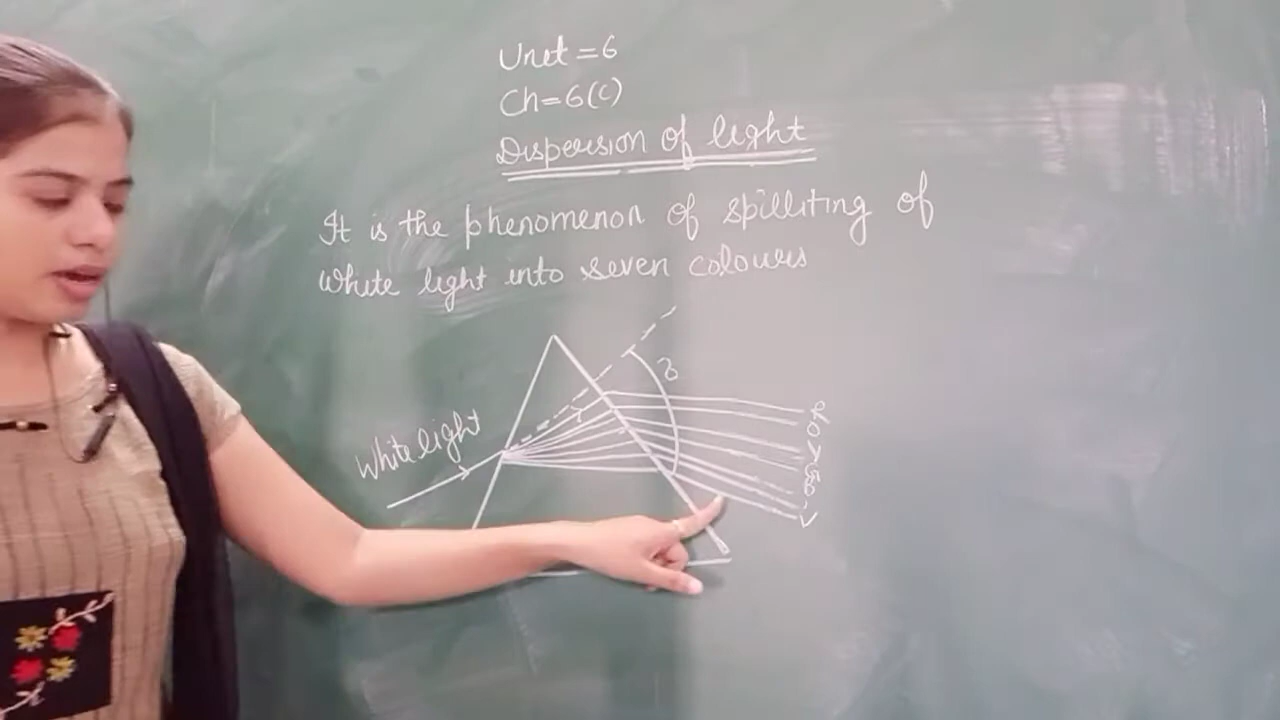 Unit = 6
Ch = 6(c)
Dispersion of light
It is the phenomenon of spilliting of
white light into seven colours
δ
White light
r
R
O
Y
G
B
I
V